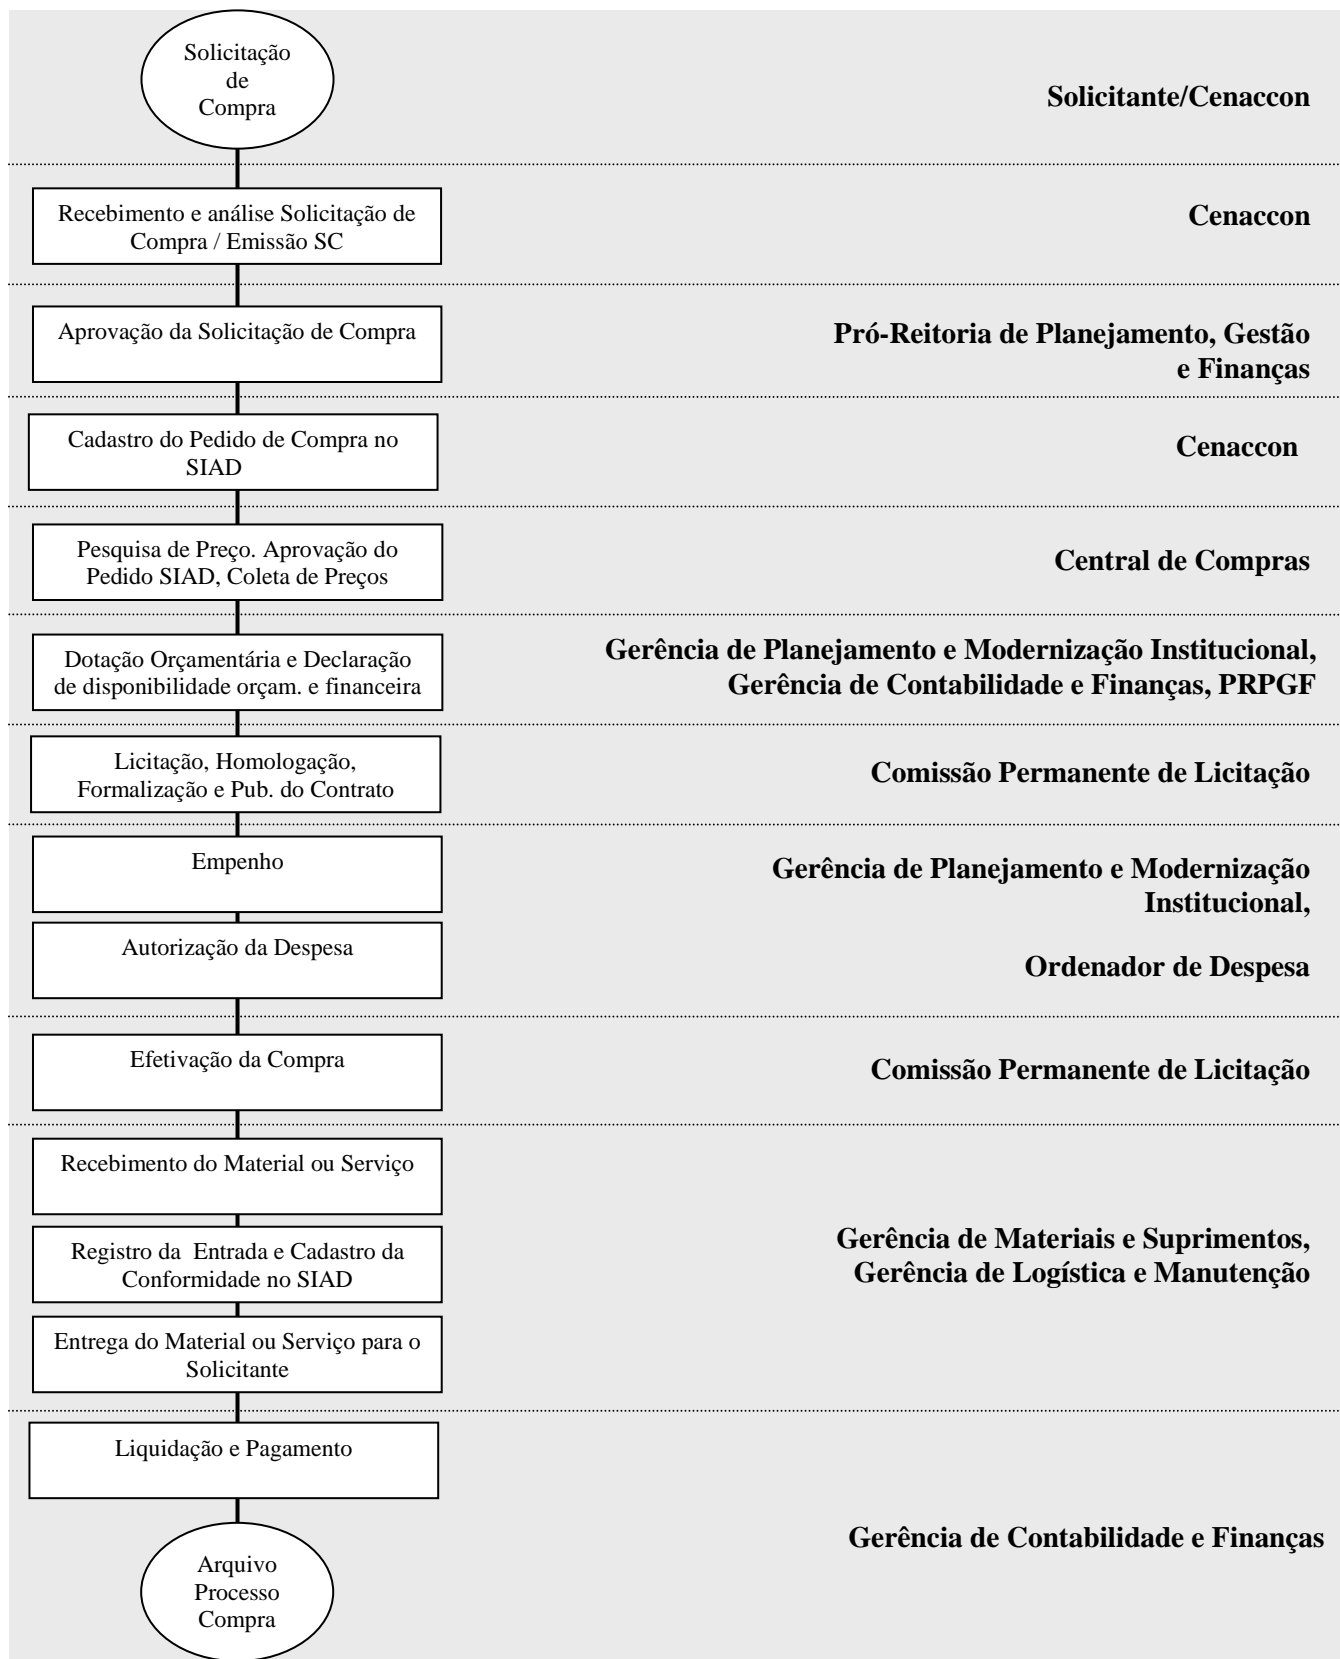 Solicitação
de
Compra
Solicitante/Cenaccon
Recebimento e análise Solicitação de
Compra / Emissão SC
Cenaccon
Aprovação da Solicitação de Compra
Pró-Reitoria de Planejamento, Gestão
e Finanças
Cadastro do Pedido de Compra no
SIAD
Cenaccon
Pesquisa de Preço. Aprovação do
Pedido SIAD, Coleta de Preços
Central de Compras
Dotação Orçamentária e Declaração
de disponibilidade orçam. e financeira
Gerência de Planejamento e Modernização Institucional,
Gerência de Contabilidade e Finanças, PRPGF
Licitação, Homologação,
Formalização e Pub. do Contrato
Comissão Permanente de Licitação
Empenho
Gerência de Planejamento e Modernização
Institucional,
Autorização da Despesa
Ordenador de Despesa
Efetivação da Compra
Comissão Permanente de Licitação
Recebimento do Material ou Serviço
Registro da  Entrada e Cadastro da
Conformidade no SIAD
Gerência de Materiais e Suprimentos,
Gerência de Logística e Manutenção
Entrega do Material ou Serviço para o
Solicitante
Liquidação e Pagamento
Gerência de Contabilidade e Finanças
Arquivo
Processo
Compra